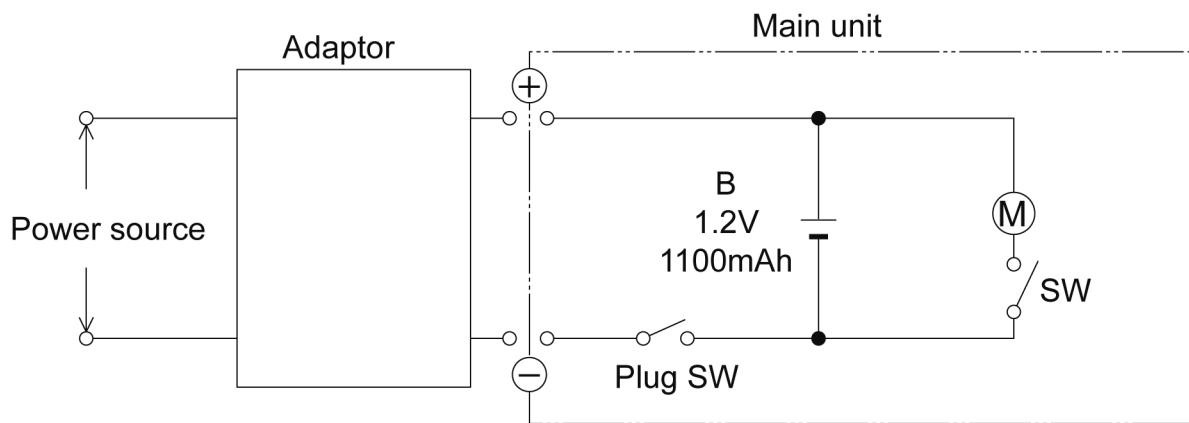 Main unit
Adaptor
+
Power source
B
1.2V
1100mAh
M
SW
Plug SW
−